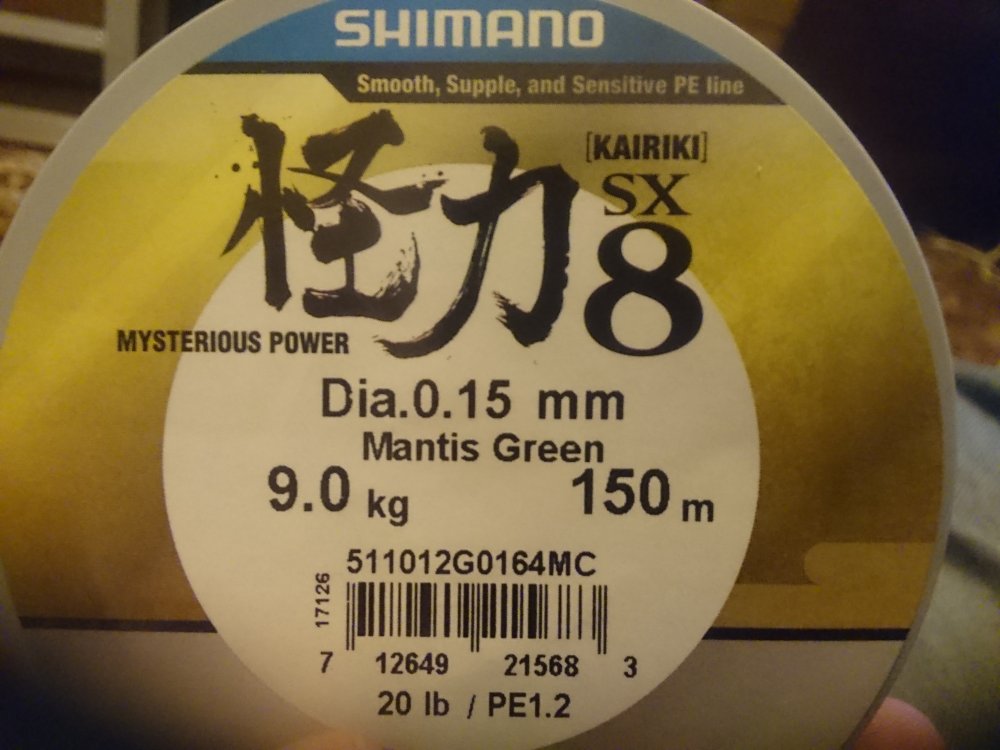 SHIMANO
Smooth, Supple, and Sensitive PE line
怪力
[KAIRIKI]
SX
8
MYSTERIOUS POWER
Dia.0.15 mm
Mantis Green
9.0 kg 150 m
511012G0164MC
17126
7 12649 21568 3
20 lb / PE1.2